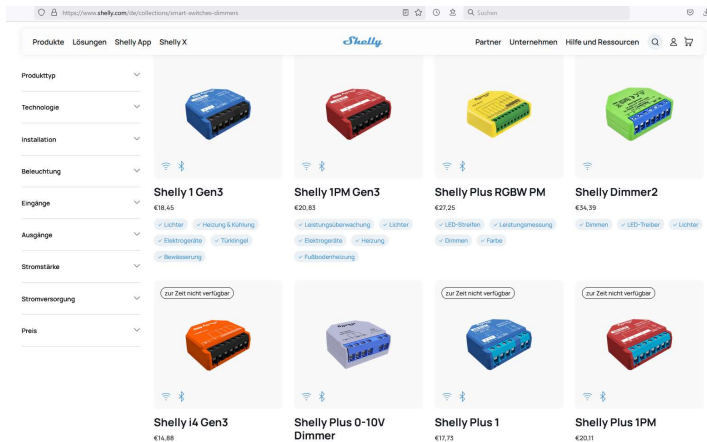 https://www.shelly.com/de/collections/smart-switches-dimmers
Suchen
Produkte Lösungen Shelly App Shelly X
Shelly
Partner Unternehmen Hilfe und Ressourcen
Produkttyp
Technologie
Installation
Beleuchtung
Eingänge
Ausgänge
Stromstärke
Stromversorgung
Preis
Shelly 1 Gen3
€18,45
Lichter Heizung & Kühlung
Elektrogeräte Türklingel
Bewässerung
Shelly 1PM Gen3
€20,83
Leistungsüberwachung Lichter
Elektrogeräte Heizung
Fußbodenheizung
Shelly Plus RGBW PM
€27,25
LED-Streifen Leistungsmessung
Dimmen Farbe
Shelly Dimmer2
€34,39
Dimmen LED-Treiber Lichter
zur Zeit nicht verfügbar
Shelly i4 Gen3
€14,88
Shelly Plus 0-10V
Dimmer
zur Zeit nicht verfügbar
Shelly Plus 1
€17,73
zur Zeit nicht verfügbar
Shelly Plus 1PM
€20,11